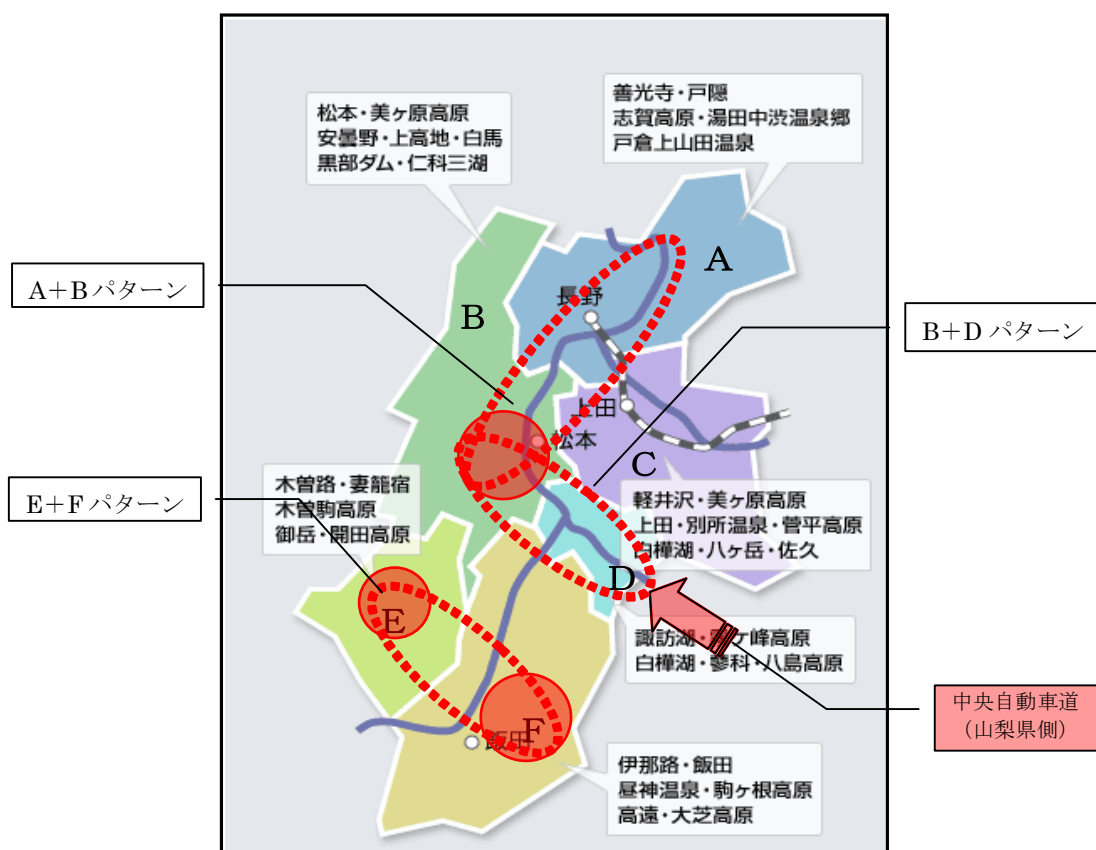 松本・美ヶ原高原
安曇野・上高地・白馬
黒部ダム・仁科三湖
善光寺・戸隠
志賀高原・湯田中渋温泉郷
戸倉上山田温泉
A
A+Bパターン
長野
B
B+Dパターン
上田
松本
C
木曽路・妻籠宿
木曽駒高原
御岳・開田高原
E+Fパターン
軽井沢・美ヶ原高原
上田・別所温泉・菅平高原
白樺湖・八ヶ岳・佐久
D
E
諏訪湖・霧ケ峰高原
白樺湖・蓼科・八島高原
中央自動車道
(山梨県側)
F
飯田
伊那路・飯田
昼神温泉・駒ヶ根高原
高遠・大芝高原